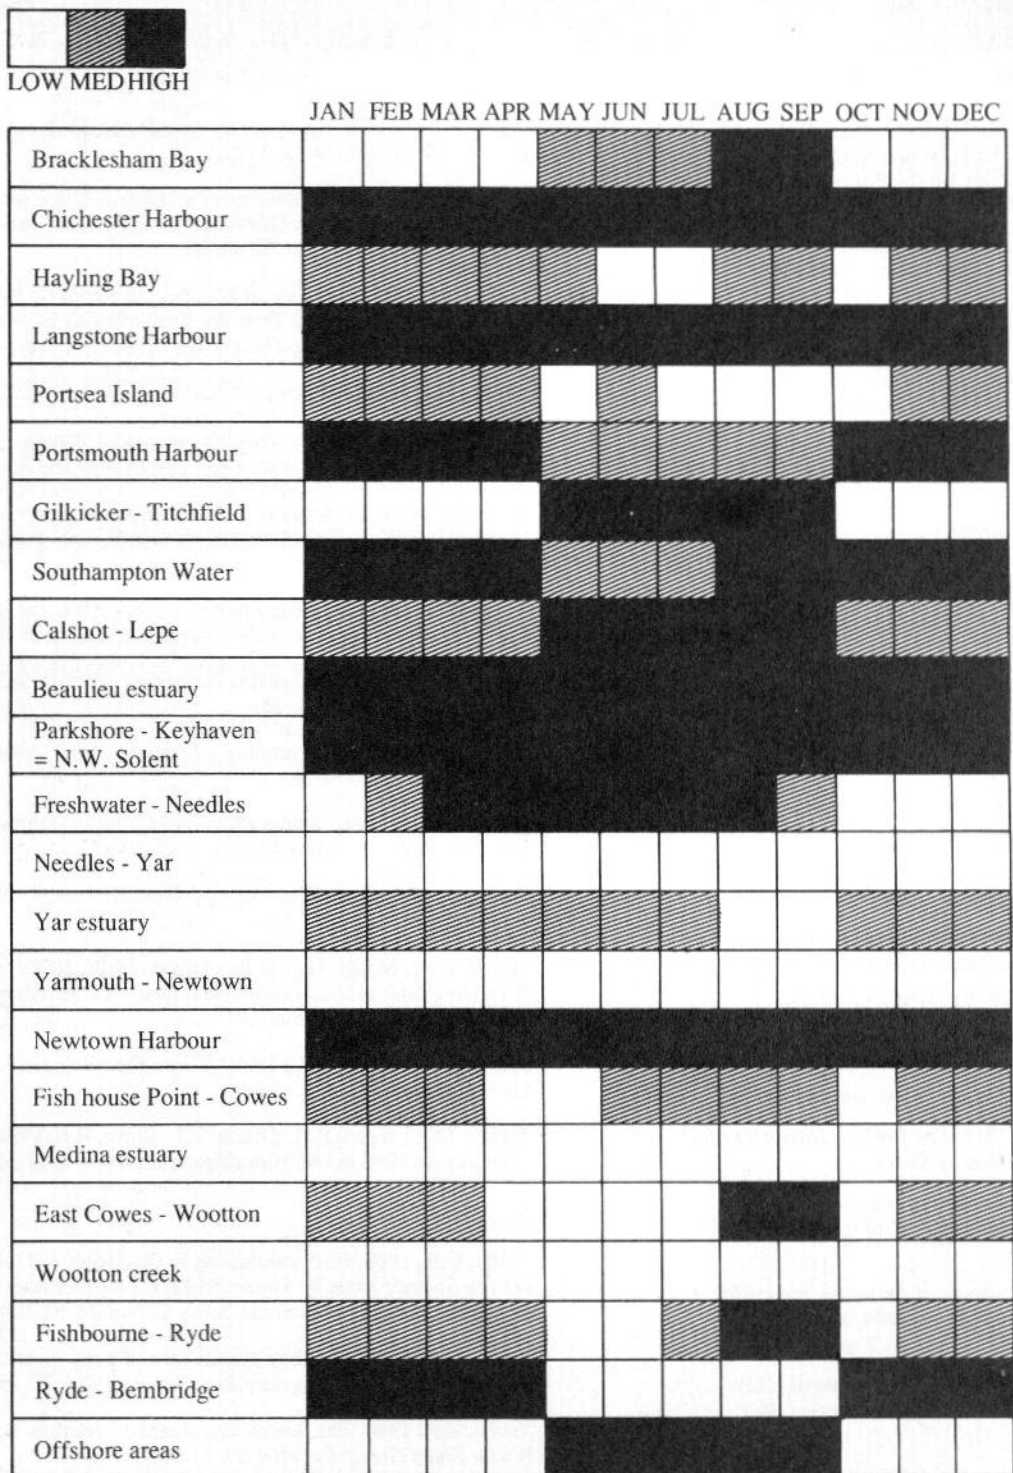 LOW MED HIGH
JAN FEB MAR APR MAY JUN JUL AUG SEP OCT NOV DEC
Bracklesham Bay
Chichester Harbour
Hayling Bay
Langstone Harbour
Portsea Island
Portsmouth Harbour
Gilkicker - Titchfield
Southampton Water
Calshot - Lepe
Beaulieu estuary
Parkshore - Keyhaven
= N.W. Solent
Freshwater - Needles
Needles - Yar
Yar estuary
Yarmouth - Newtown
Newtown Harbour
Fish house Point - Cowes
Medina estuary
East Cowes - Wootton
Wootton creek
Fishbourne - Ryde
Ryde - Bembridge
Offshore areas